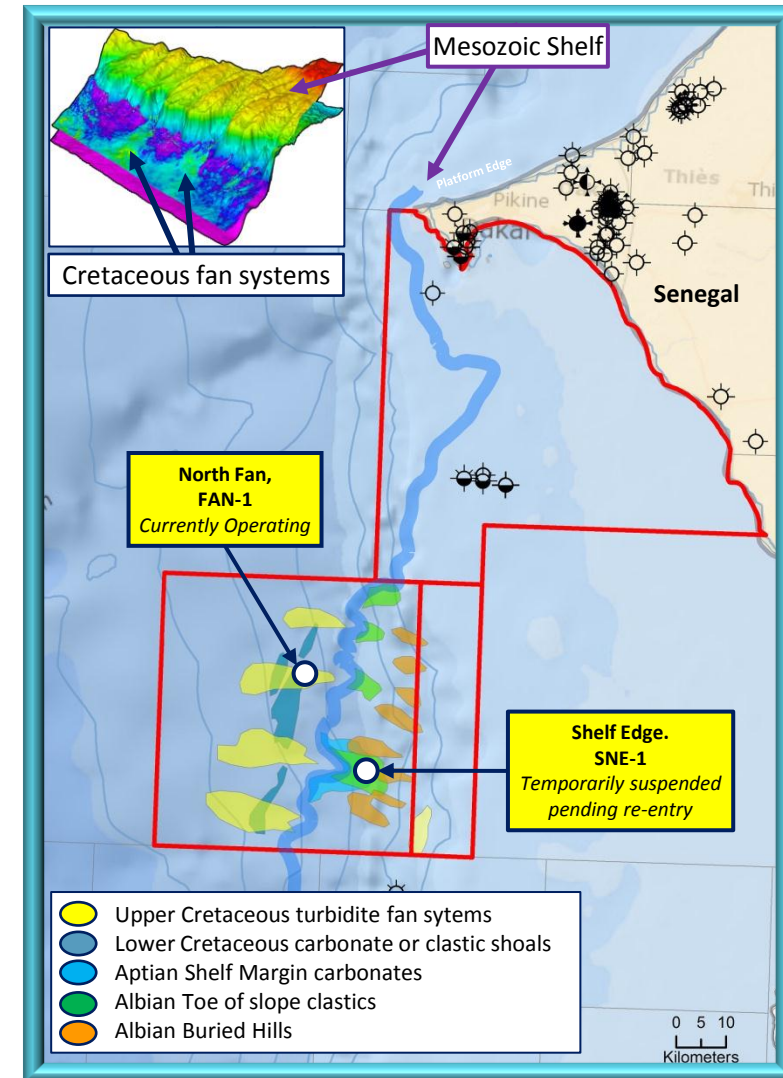 Mesozoic Shelf
Platform Edge
Thiès
Thi
Pikine
Cretaceous fan systems
Senegal
North Fan,
FAN-1
Currently Operating
Shelf Edge.
SNE-1
Temporarily suspended
pending re-entry
Upper Cretaceous turbidite fan sytems
Lower Cretaceous carbonate or clastic shoals
Aptian Shelf Margin carbonates
Albian Toe of slope clastics
Albian Buried Hills
0 5 10
Kilometers